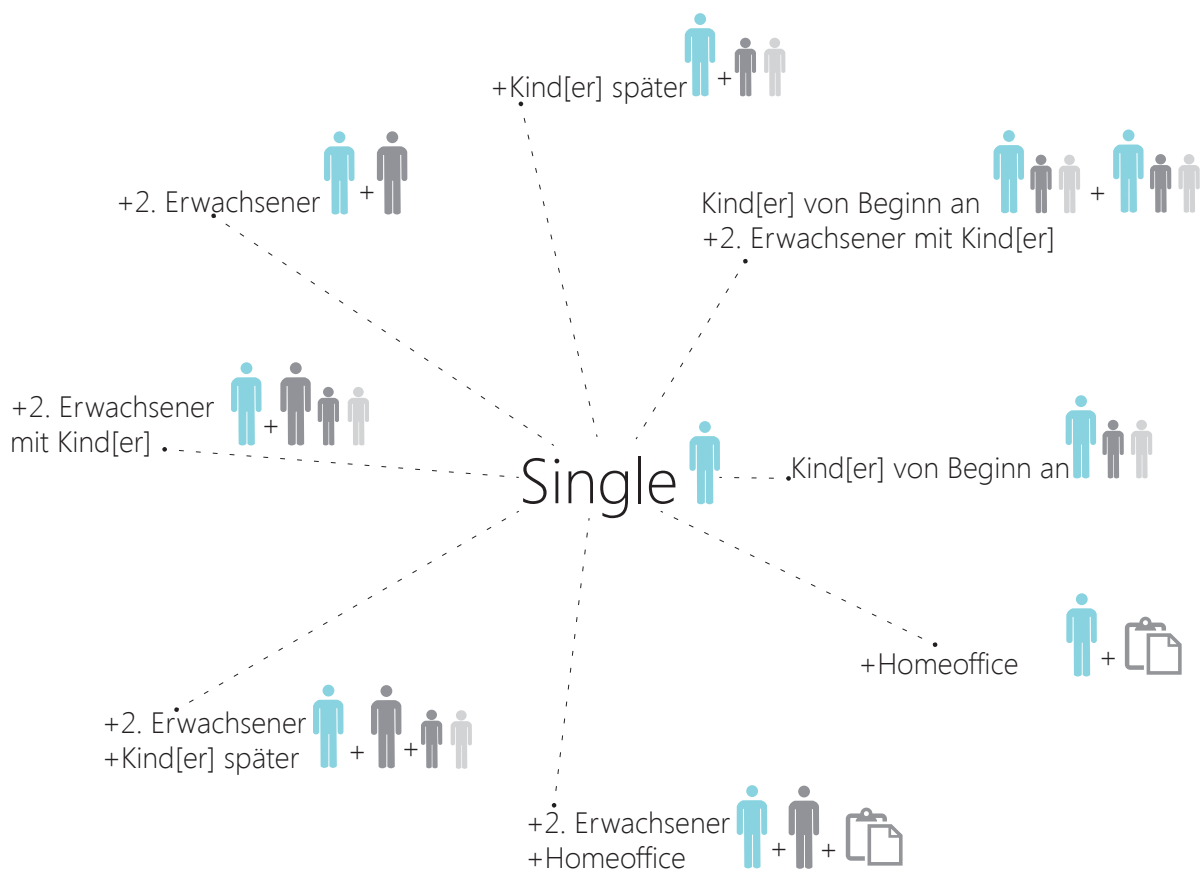 +Kind[er] später +
+2. Erwachsener +
Kind[er] von Beginn an +
+2. Erwachsener mit Kind[er]
+2. Erwachsener +
mit Kind[er]
Single
Kind[er] von Beginn an
+Homeoffice +
+2. Erwachsener
+Kind[er] später + +
+2. Erwachsener
+Homeoffice + +